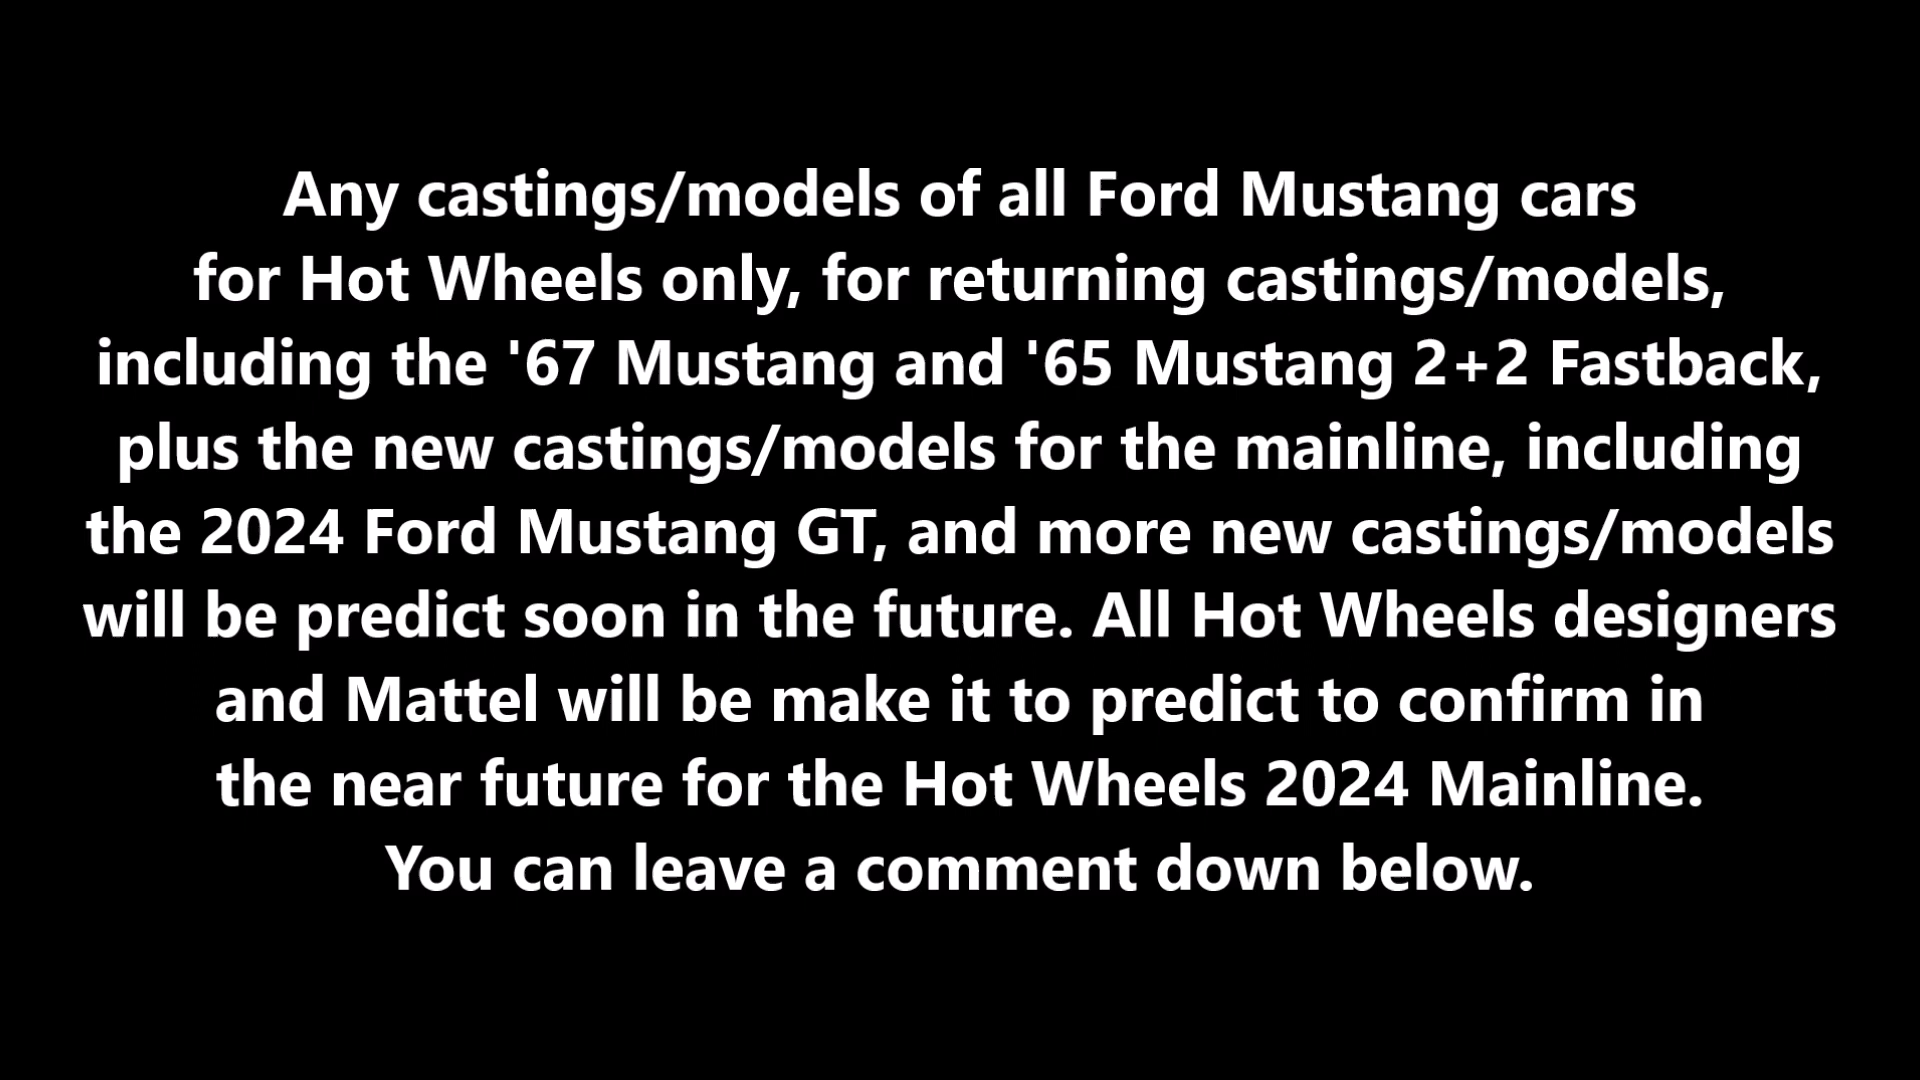 Any castings/models of all Ford Mustang cars
for Hot Wheels only, for returning castings/models,
including the '67 Mustang and '65 Mustang 2+2 Fastback,
plus the new castings/models for the mainline, including
the 2024 Ford Mustang GT, and more new castings/models
will be predict soon in the future. All Hot Wheels designers
and Mattel will be make it to predict to confirm in
the near future for the Hot Wheels 2024 Mainline.
You can leave a comment down below.